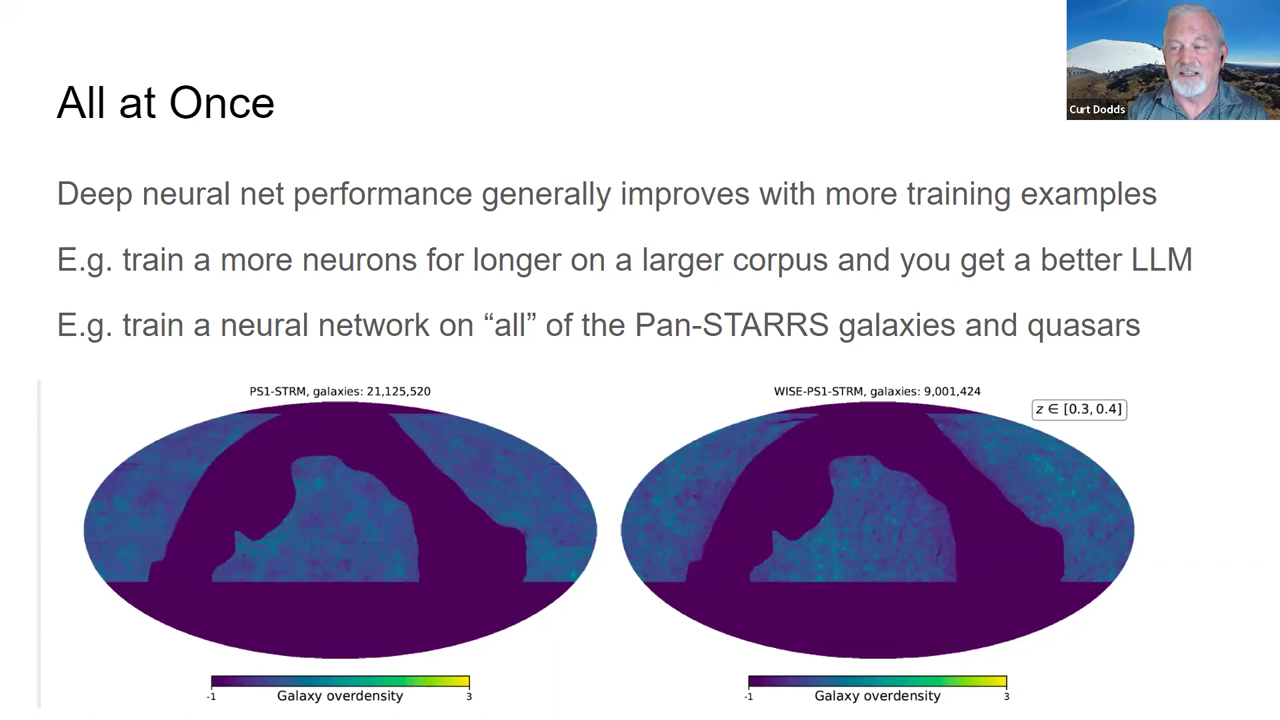 All at Once
Curt Dodds
Deep neural net performance generally improves with more training examples
E.g. train a more neurons for longer on a larger corpus and you get a better LLM
E.g. train a neural network on “all” of the Pan-STARRS galaxies and quasars
PS1-STRM, galaxies: 21,125,520
WISE-PS1-STRM, galaxies: 9,001,424
z ∈ [0.3, 0.4]
-1
3
Galaxy overdensity
-1
3
Galaxy overdensity